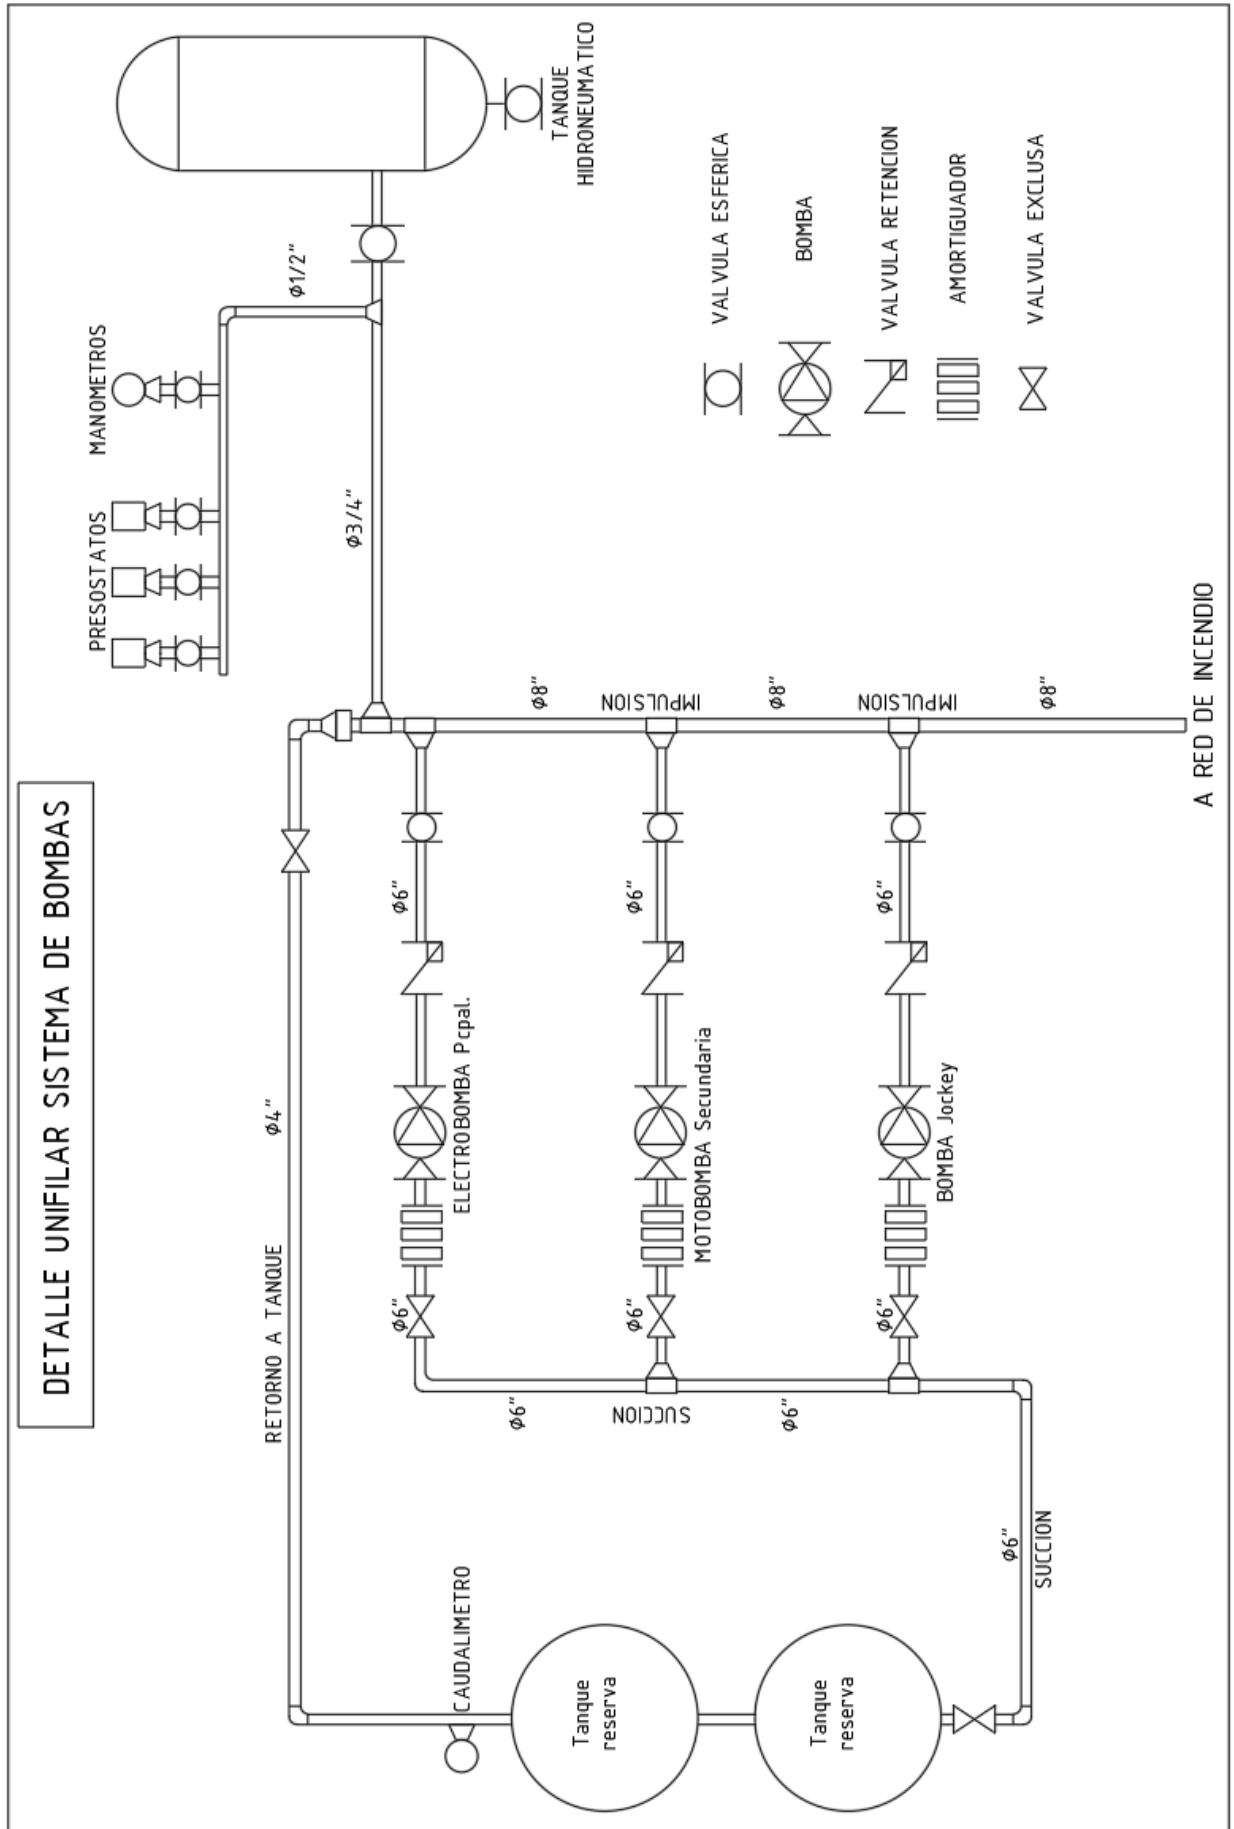 DETALLE UNIFILAR SISTEMA DE BOMBAS
RETORNO A TANQUE
Ø4"
CAUDALIMETRO
Tanque
reserva
Tanque
reserva
Ø6"
SUCCION
Ø6"
SUCCION
Ø6"
Ø6"
Ø6"
Ø6"
ELECTROBOMBA Pcpal.
MOTOBOMBA Secundaria
BOMBA Jockey
Ø6"
Ø6"
Ø6"
Ø8"
IMPULSION
Ø8"
IMPULSION
Ø8"
A RED DE INCENDIO
PRESOSTATOS
MANOMETROS
Ø3/4"
Ø1/2"
TANQUE
HIDRONEUMATICO
VALVULA ESFERICA
BOMBA
VALVULA RETENCION
AMORTIGUADOR
VALVULA EXCLUSA